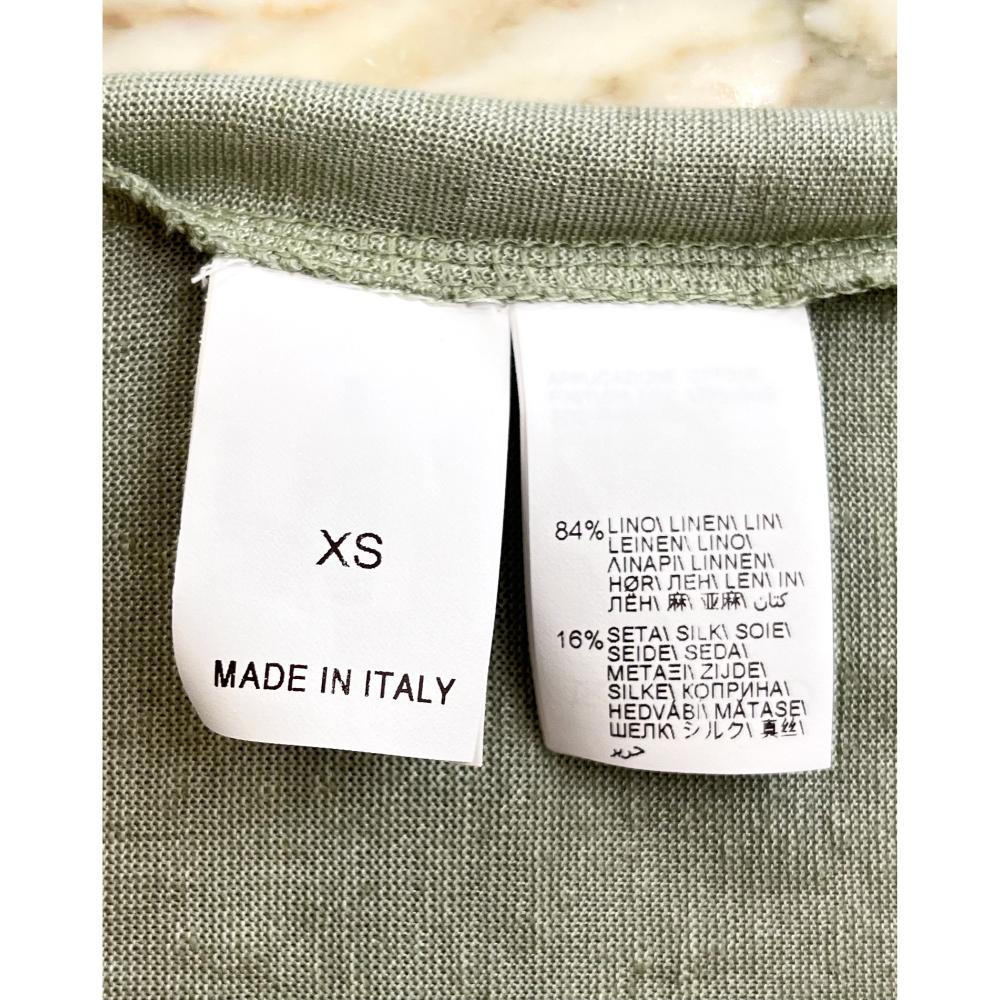 XS
MADE IN ITALY
84% LINO\ LINEN\ LIN\
LEINEN\ LINO\
ΛΙΝΑΡΙ\ LINNEN\
HØR\ ЛЕН\ LEN\ IN\
ЛЁН\ 麻\ 亚麻\ كتان
16% SETA\ SILK\ SOIE\
SEIDE\ SEDA\
ΜΕΤΑΞΙ\ ZIJDE\
SILKE\ КОПРИНА\
HEDVÁBI\ MĂTASE\
ШЕЛК\ シルク\ 真丝\
حرير